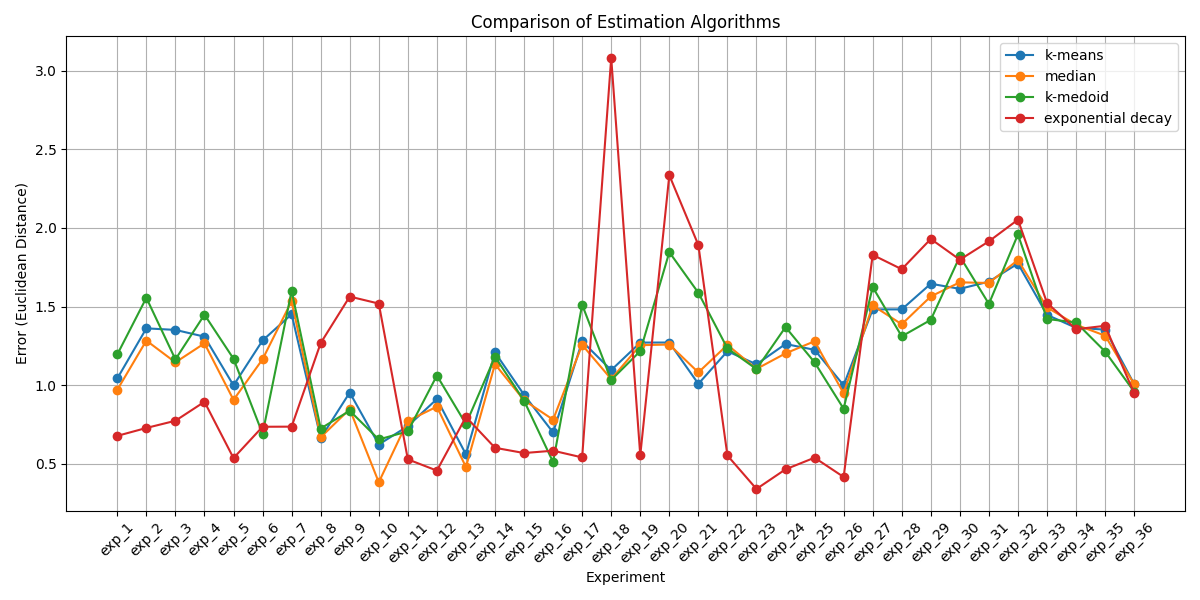 Comparison of Estimation Algorithms
k-means
median
k-medoid
exponential decay
Error (Euclidean Distance)
3.0
2.5
2.0
1.5
1.0
0.5
exp_1 exp_2 exp_3 exp_4 exp_5 exp_6 exp_7 exp_8 exp_9 exp_10 exp_11 exp_12 exp_13 exp_14 exp_15 exp_16 exp_17 exp_18 exp_19 exp_20 exp_21 exp_22 exp_23 exp_24 exp_25 exp_26 exp_27 exp_28 exp_29 exp_30 exp_31 exp_32 exp_33 exp_34 exp_35 exp_36
Experiment